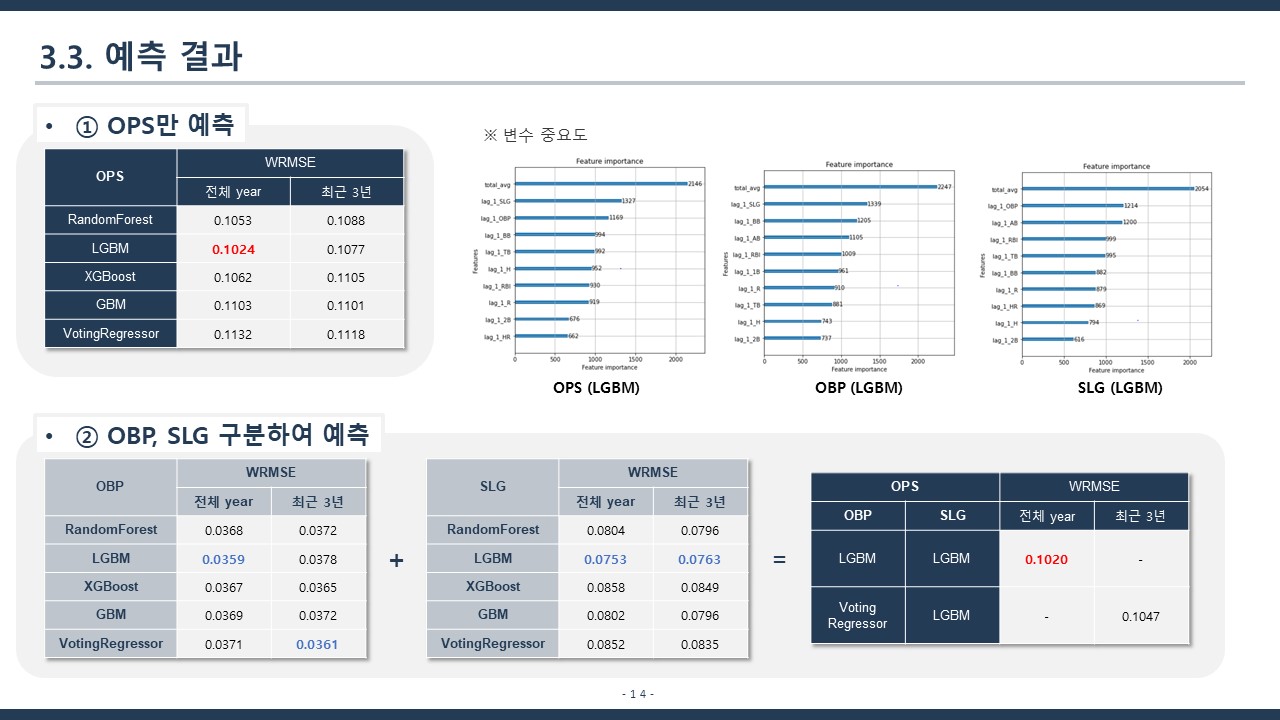 3.3. 예측 결과
• ① OPS만 예측
OPS WRMSE
전체 year 최근 3년
RandomForest 0.1053 0.1088
LGBM 0.1024 0.1077
XGBoost 0.1062 0.1105
GBM 0.1103 0.1101
VotingRegressor 0.1132 0.1118
※ 변수 중요도
Feature importance
Features
total_avg 2146
lag_1_SLG 1327
lag_1_OBP 1169
lag_1_BB 994
lag_1_TB 992
lag_1_H 952
lag_1_RBI 930
lag_1_R 919
lag_1_2B 676
lag_1_HR 662
0 500 1000 1500 2000
Feature importance
OPS (LGBM)
Feature importance
Features
total_avg 2247
lag_1_SLG 1339
lag_1_BB 1205
lag_1_AB 1105
lag_1_RBI 1009
lag_1_1B 961
lag_1_R 910
lag_1_TB 881
lag_1_H 743
lag_1_2B 737
0 500 1000 1500 2000
Feature importance
OBP (LGBM)
Feature importance
Features
total_avg 2054
lag_1_OBP 1214
lag_1_AB 1200
lag_1_RBI 999
lag_1_TB 995
lag_1_BB 882
lag_1_R 879
lag_1_HR 869
lag_1_H 794
lag_1_2B 616
0 500 1000 1500 2000
Feature importance
SLG (LGBM)
• ② OBP, SLG 구분하여 예측
OBP WRMSE
전체 year 최근 3년
RandomForest 0.0368 0.0372
LGBM 0.0359 0.0378
XGBoost 0.0367 0.0365
GBM 0.0369 0.0372
VotingRegressor 0.0371 0.0361
+
SLG WRMSE
전체 year 최근 3년
RandomForest 0.0804 0.0796
LGBM 0.0753 0.0763
XGBoost 0.0858 0.0849
GBM 0.0802 0.0796
VotingRegressor 0.0852 0.0835
=
OPS WRMSE
OBP SLG 전체 year 최근 3년
LGBM LGBM 0.1020 -
Voting
Regressor LGBM - 0.1047
- 1 4 -